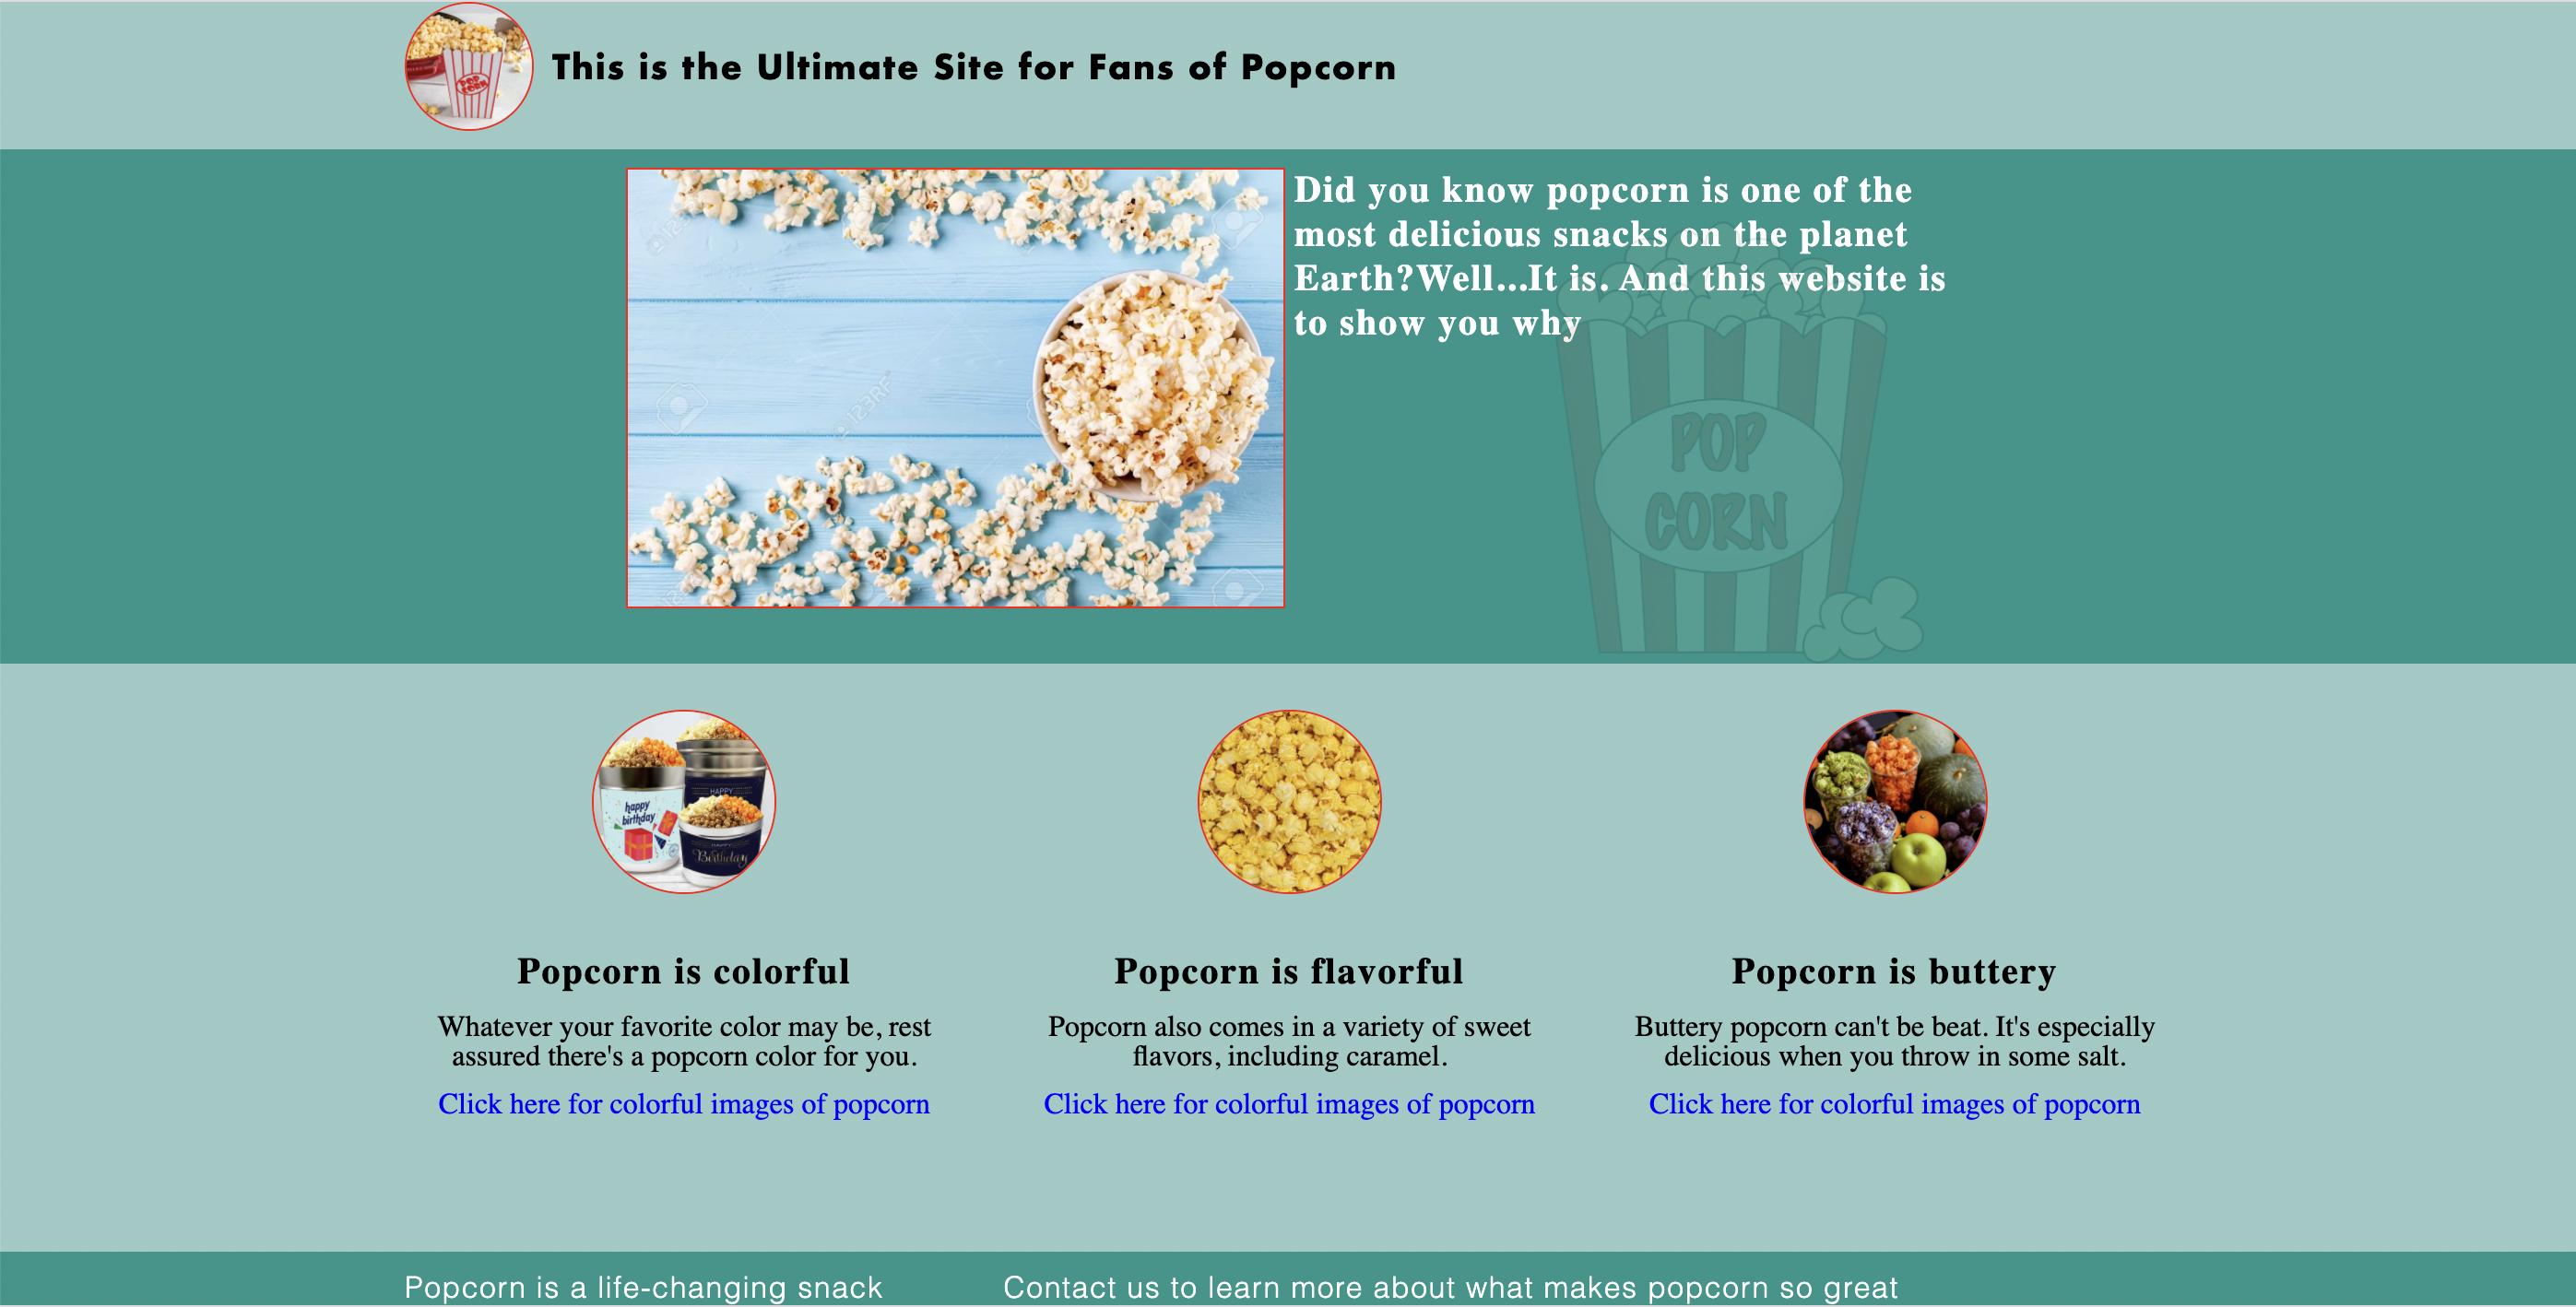 POP
CORN
This is the Ultimate Site for Fans of Popcorn
Did you know popcorn is one of the
most delicious snacks on the planet
Earth?Well...It is. And this website is
to show you why
123RF
POP
CORN
happy
birthday
HAPPY
HAPPY
Birthday
Popcorn is colorful
Whatever your favorite color may be, rest
assured there's a popcorn color for you.
Click here for colorful images of popcorn
Popcorn is flavorful
Popcorn also comes in a variety of sweet
flavors, including caramel.
Click here for colorful images of popcorn
Popcorn is buttery
Buttery popcorn can't be beat. It's especially
delicious when you throw in some salt.
Click here for colorful images of popcorn
Popcorn is a life-changing snack
Contact us to learn more about what makes popcorn so great